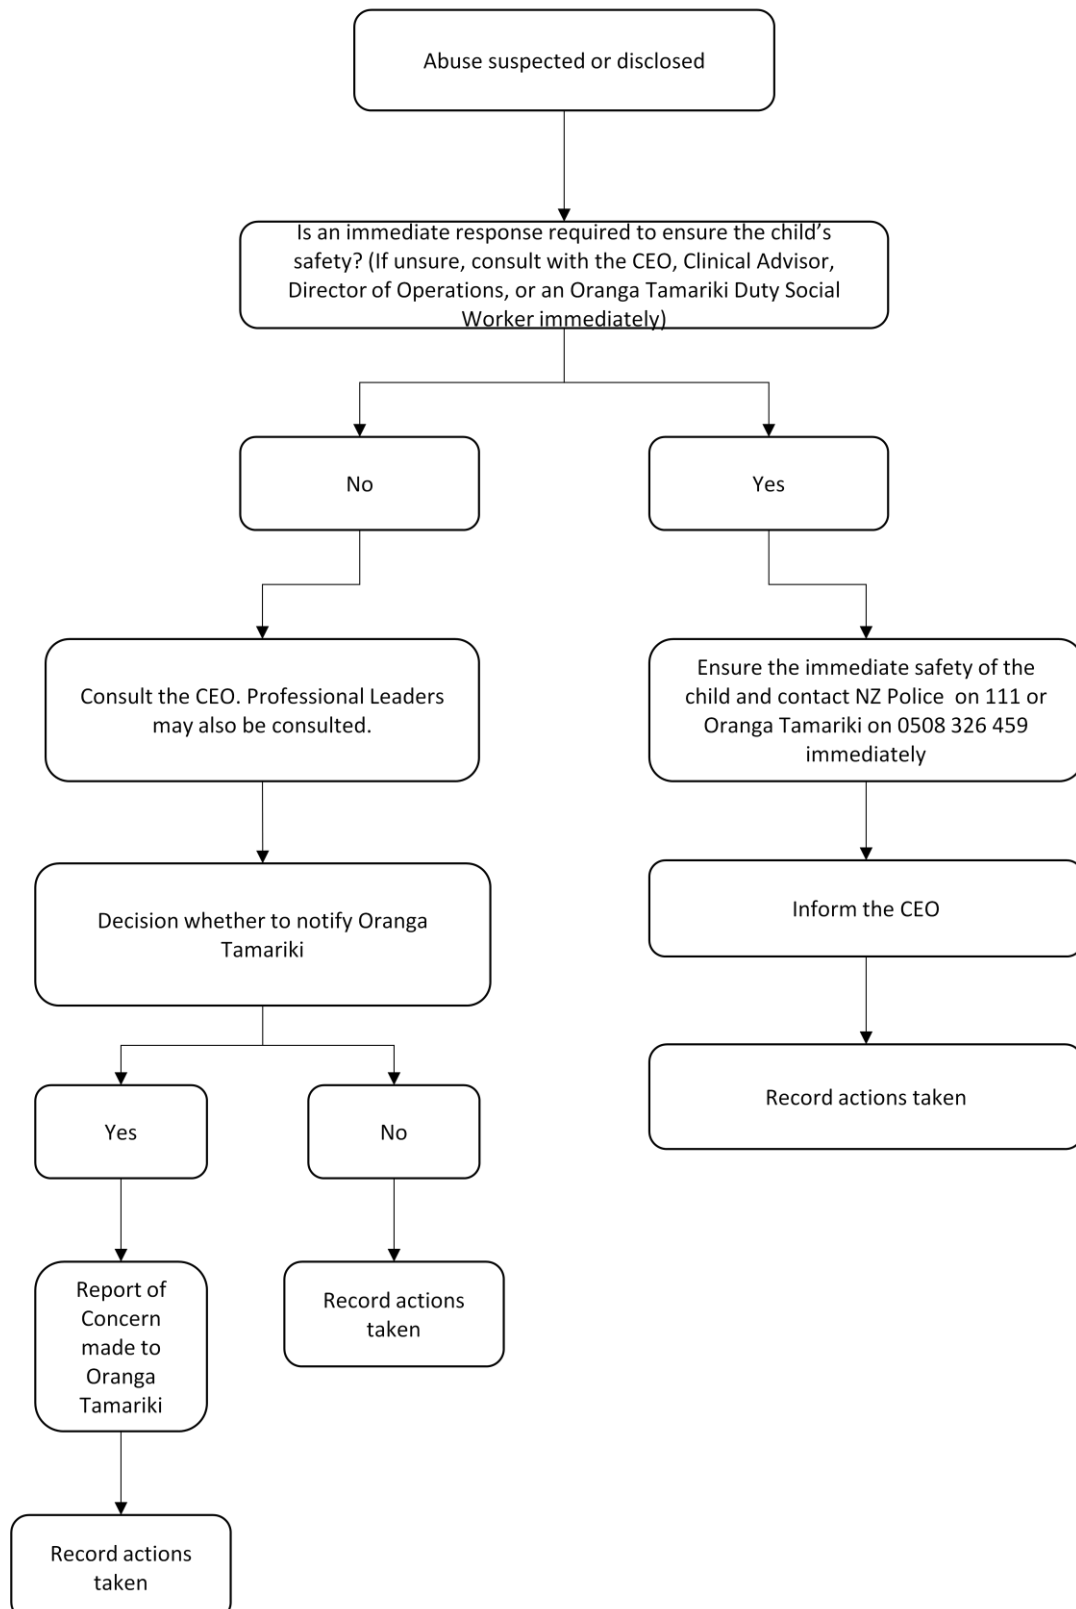 Abuse suspected or disclosed
Is an immediate response required to ensure the child's
safety? (If unsure, consult with the CEO, Clinical Advisor,
Director of Operations, or an Oranga Tamariki Duty Social
Worker immediately)
No
Yes
Consult the CEO. Professional Leaders
may also be consulted.
Ensure the immediate safety of the
child and contact NZ Police  on 111 or
Oranga Tamariki on 0508 326 459
immediately
Decision whether to notify Oranga
Tamariki
Inform the CEO
Record actions taken
Yes
No
Report of
Concern
made to
Oranga
Tamariki
Record actions
taken
Record actions
taken